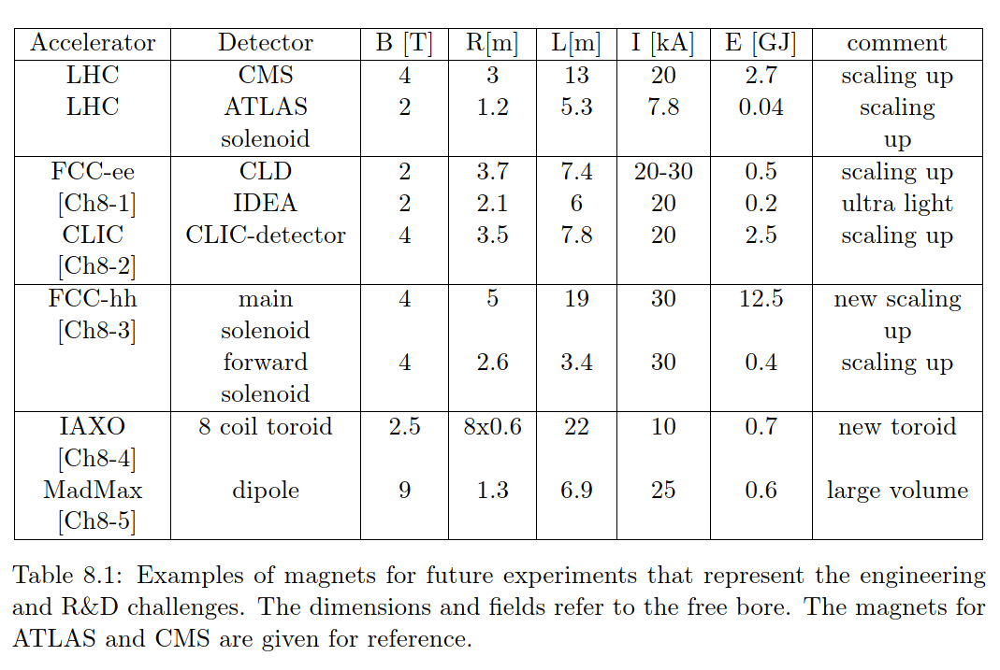 Accelerator Detector B [T] R[m] L[m] I [kA] E [GJ] comment
LHC CMS 4 3 13 20 2.7 scaling up
LHC ATLAS 2 1.2 5.3 7.8 0.04 scaling
solenoid up
FCC-ee CLD 2 3.7 7.4 20-30 0.5 scaling up
[Ch8-1] IDEA 2 2.1 6 20 0.2 ultra light
CLIC CLIC-detector 4 3.5 7.8 20 2.5 scaling up
[Ch8-2]
FCC-hh main 4 5 19 30 12.5 new scaling
[Ch8-3] solenoid up
forward 4 2.6 3.4 30 0.4 scaling up
solenoid
IAXO 8 coil toroid 2.5 8x0.6 22 10 0.7 new toroid
[Ch8-4]
MadMax dipole 9 1.3 6.9 25 0.6 large volume
[Ch8-5]
Table 8.1: Examples of magnets for future experiments that represent the engineering
and R&D challenges. The dimensions and fields refer to the free bore. The magnets for
ATLAS and CMS are given for reference.